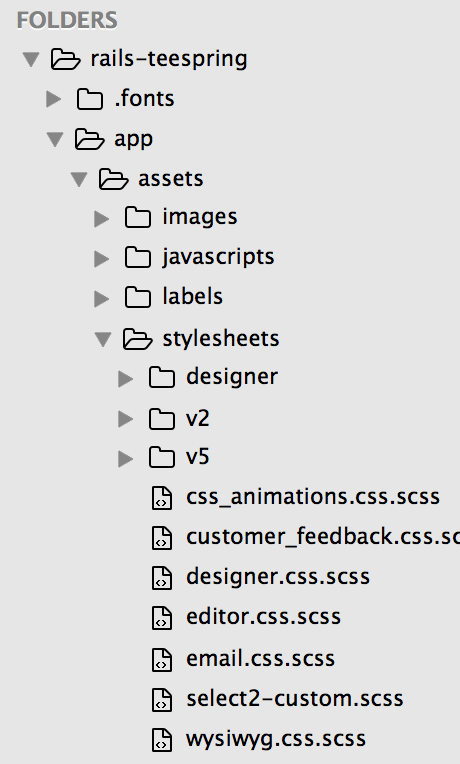 FOLDERS
rails-teespring
.fonts
app
assets
images
javascripts
labels
stylesheets
designer
v2
v5
css_animations.css.scss
customer_feedback.css.sc
designer.css.scss
editor.css.scss
email.css.scss
select2-custom.scss
wysiwyg.css.scss